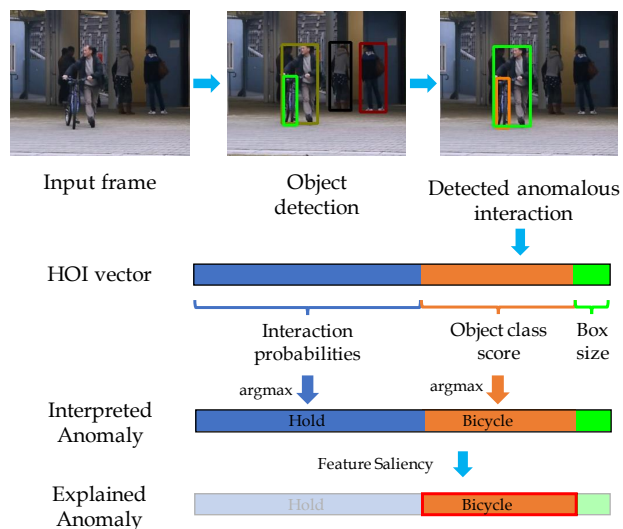 Input frame
Object
detection
Detected anomalous
interaction
HOI vector
Interaction
probabilities
Object class
score
Box
size
argmax
argmax
Interpreted
Anomaly
Hold
Bicycle
Feature Saliency
Explained
Anomaly
Hold
Bicycle